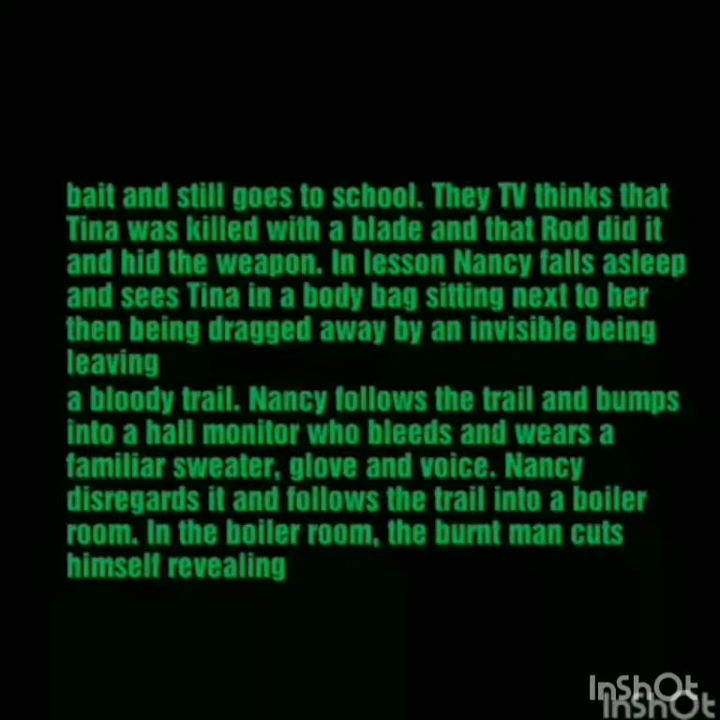 bait and still goes to school. They TV thinks that
Tina was killed with a blade and that Rod did it
and hid the weapon. In lesson Nancy falls asleep
and sees Tina in a body bag sitting next to her
then being dragged away by an invisible being
leaving
a bloody trail. Nancy follows the trail and bumps
into a hall monitor who bleeds and wears a
familiar sweater, glove and voice. Nancy
disregards it and follows the trail into a boiler
room. In the boiler room, the burnt man cuts
himself revealing
InShOt
InShOt